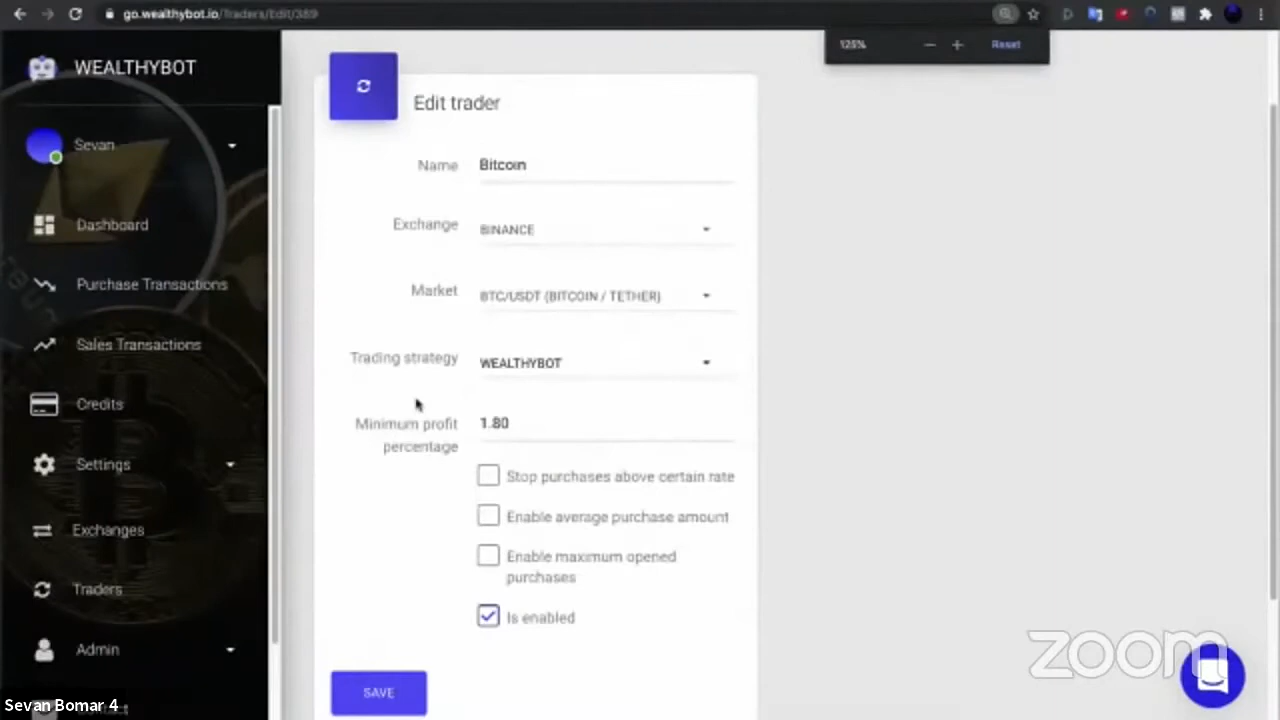 go.wealthybot.io/Traders/Edit/389
125%
Reset
WEALTHYBOT
Sevan
Dashboard
Purchase Transactions
Sales Transactions
Credits
Settings
Exchanges
Traders
Admin
Edit trader
Name Bitcoin
Exchange BINANCE
Market BTC/USDT (BITCOIN / TETHER)
Trading strategy WEALTHYBOT
Minimum profit
percentage
1.80
Stop purchases above certain rate
Enable average purchase amount
Enable maximum opened
purchases
Is enabled
SAVE
zoom
Sevan Bomar 4